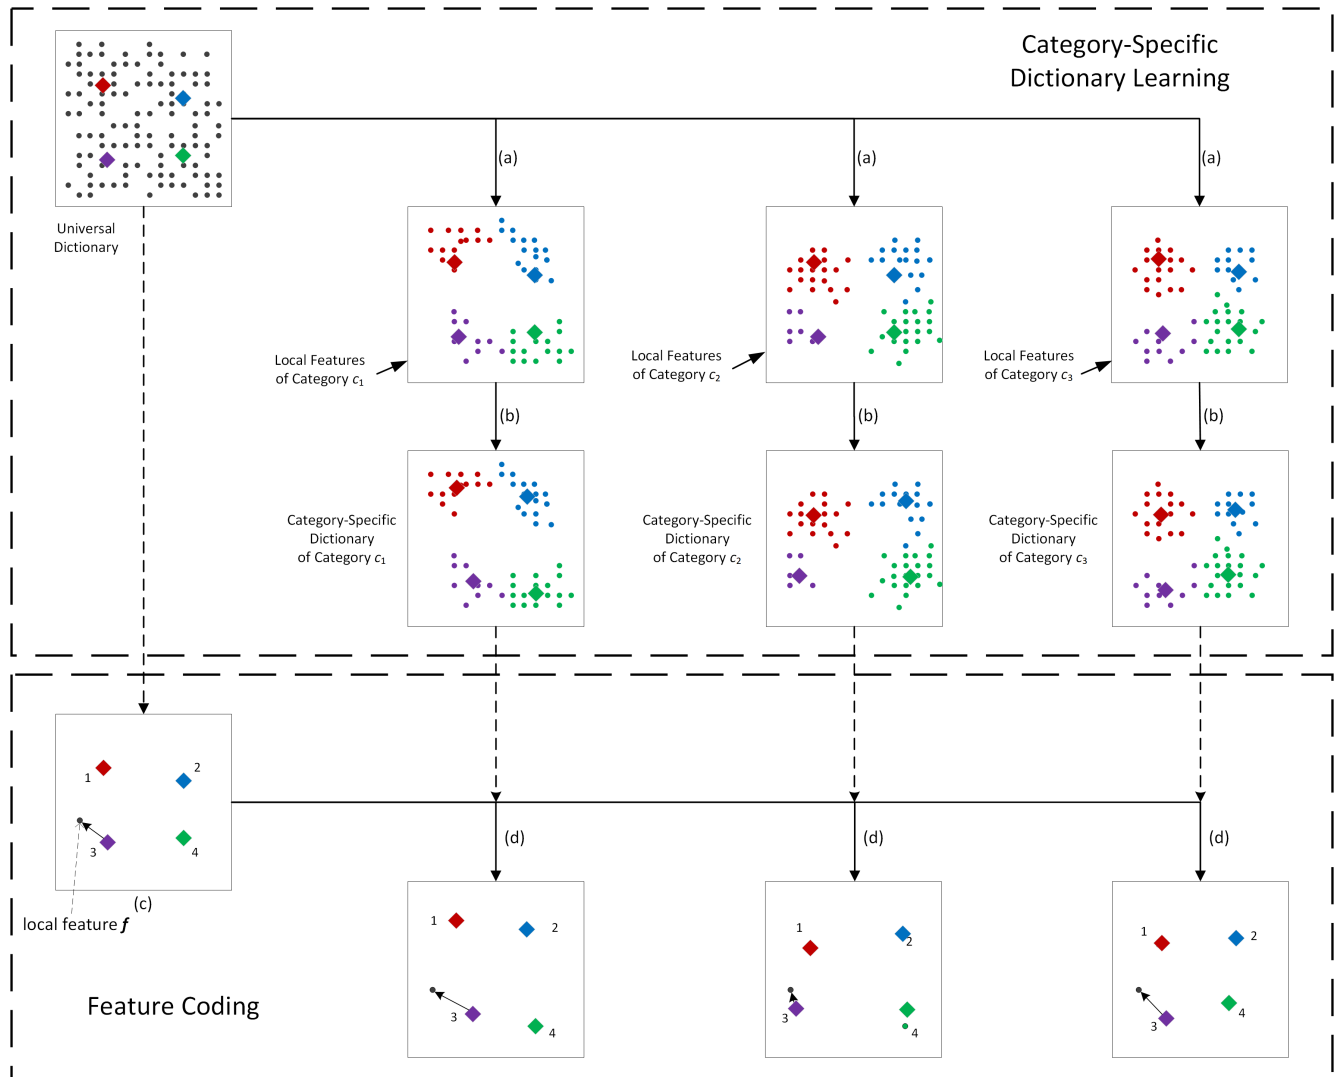 Category-Specific
Dictionary Learning
Universal
Dictionary
(a)
(a)
(a)
Local Features
of Category c1
Local Features
of Category c2
Local Features
of Category c3
(b)
(b)
(b)
Category-Specific
Dictionary
of Category c1
Category-Specific
Dictionary
of Category c2
Category-Specific
Dictionary
of Category c3
1
2
3
4
(c)
local feature f
(d)
(d)
(d)
1
2
3
4
1
2
3
4
1
2
3
4
Feature Coding